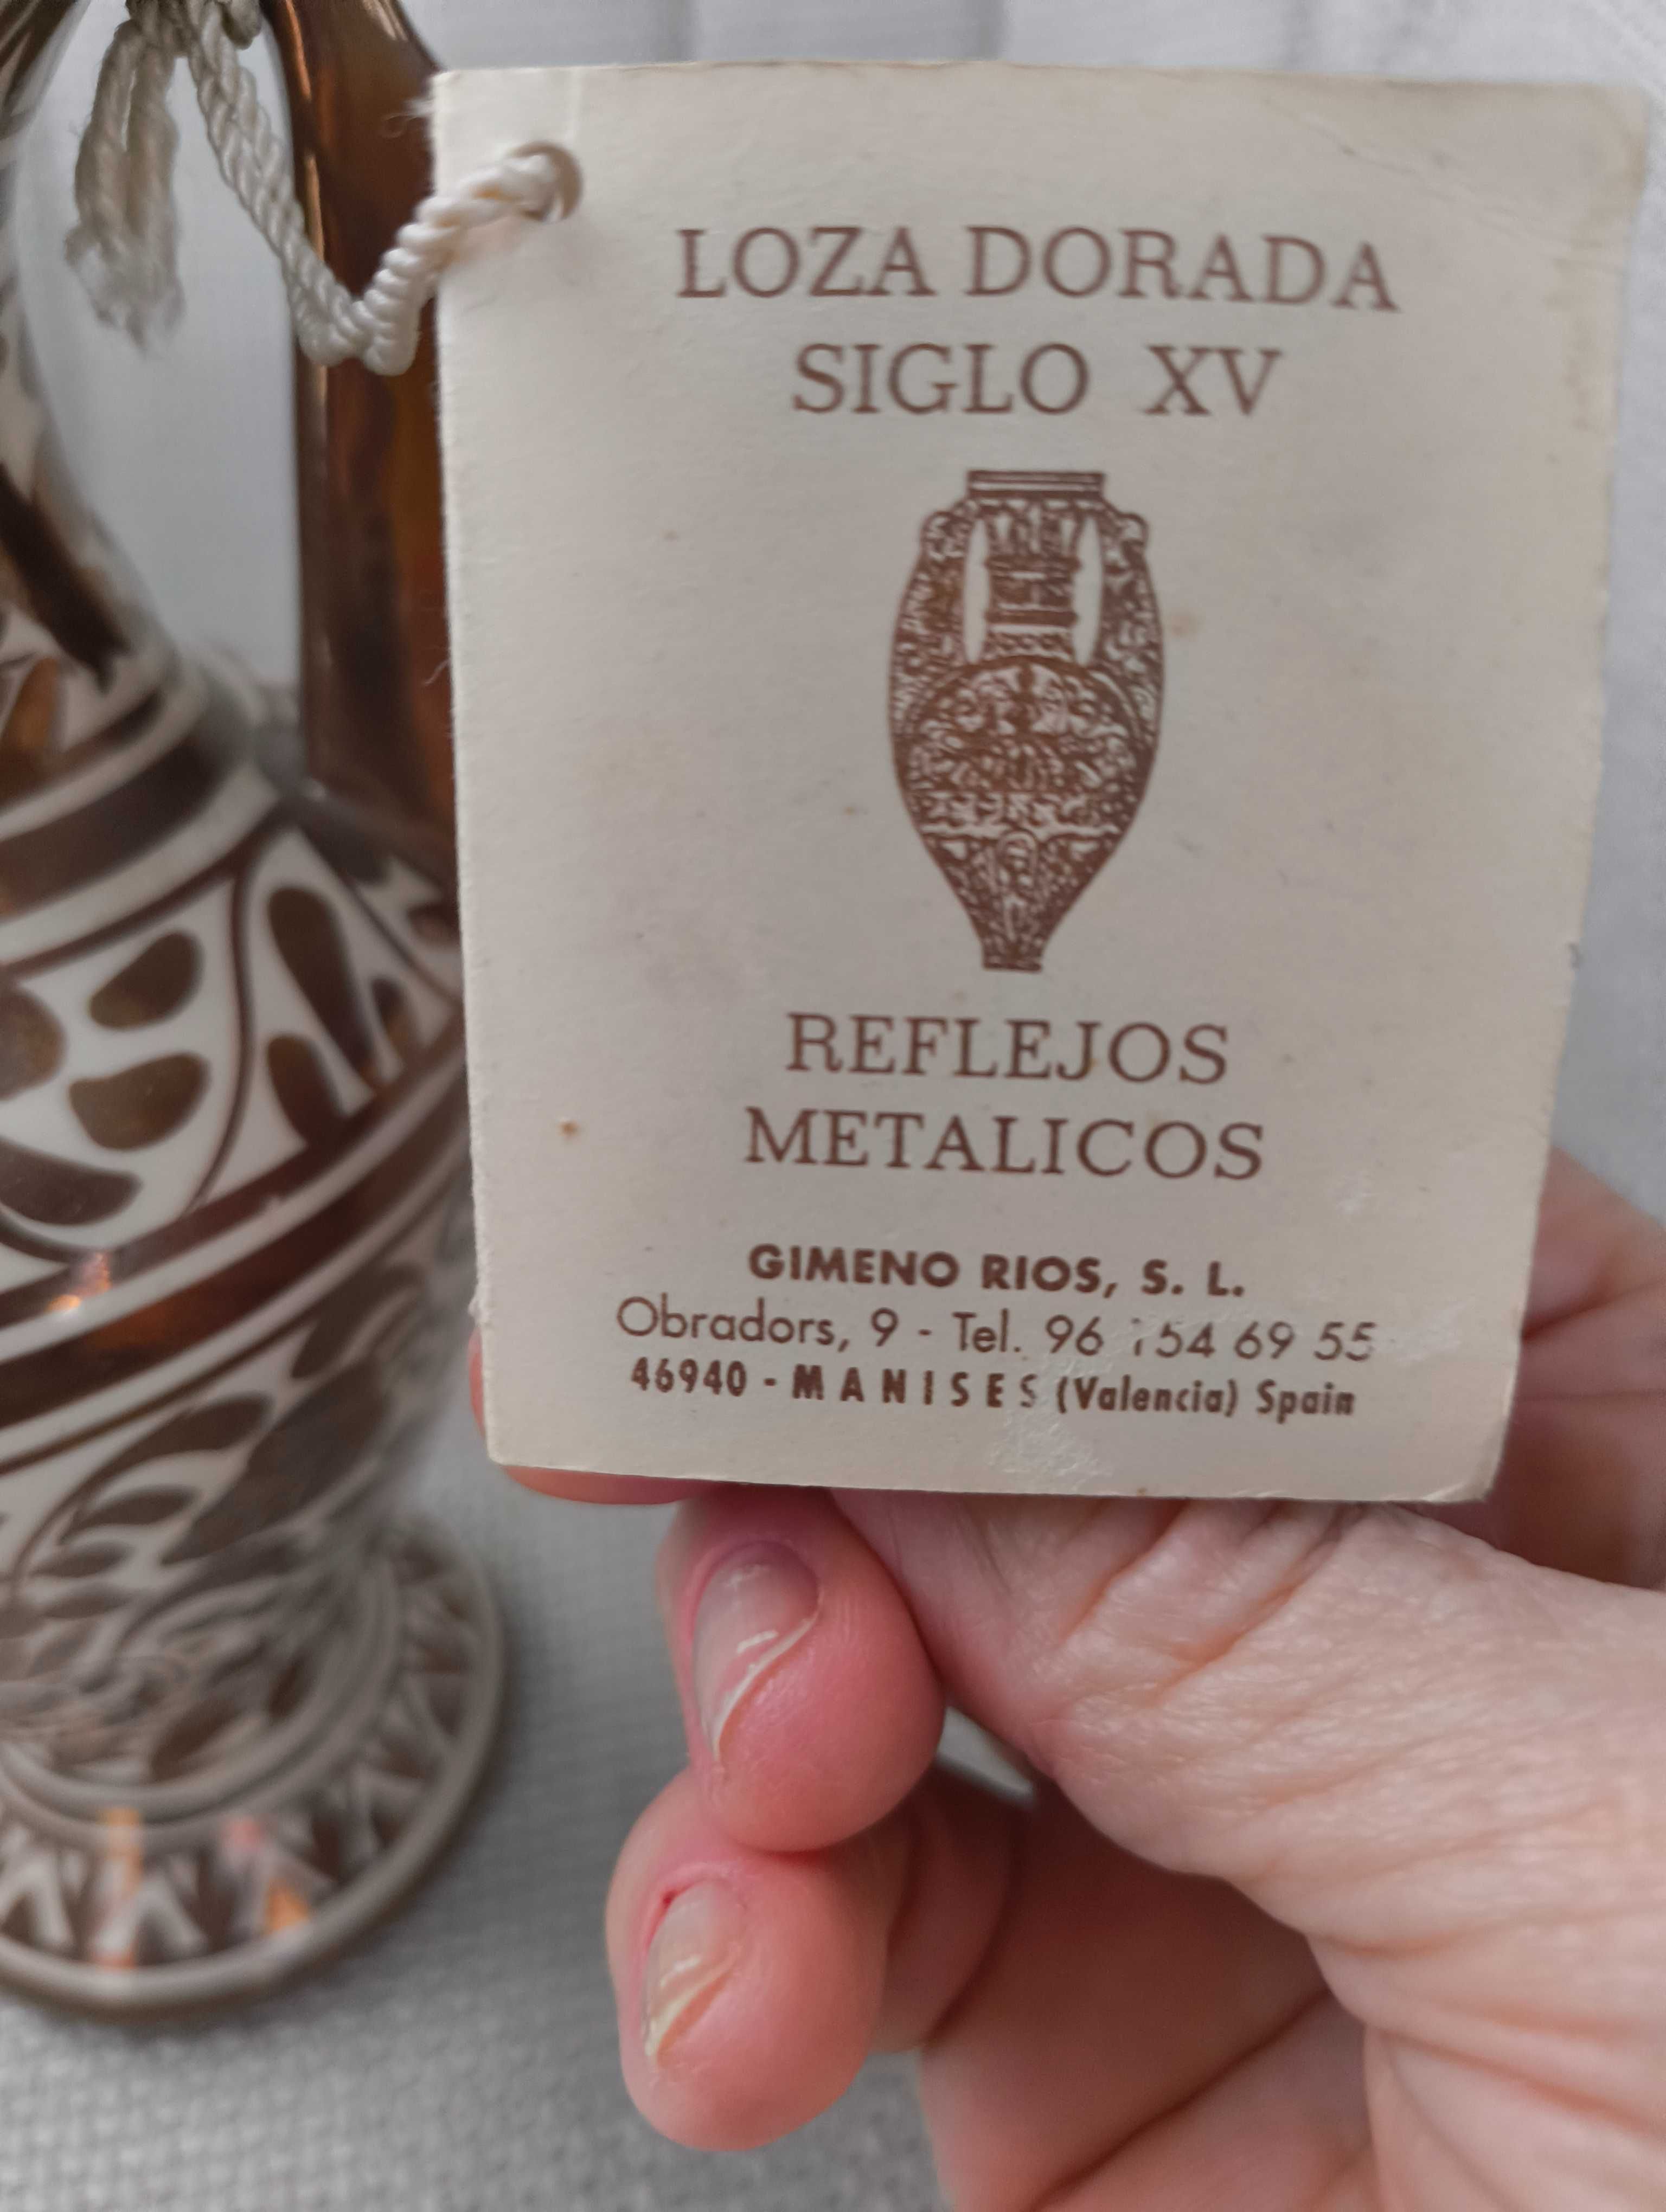 LOZA DORADA
SIGLO XV
REFLEJOS
METALICOS
GIMENO RIOS, S. L.
Obradors, 9 - Tel. 96 154 69 55
46940 - MANISES (Valencia) Spain